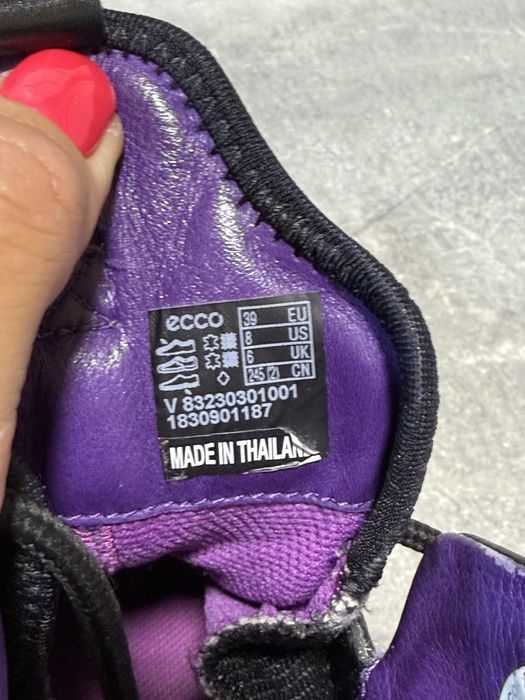 ecco
39 EU
8 US
6 UK
245 (2) CN
V 83230301001
1830901187
MADE IN THAILAND